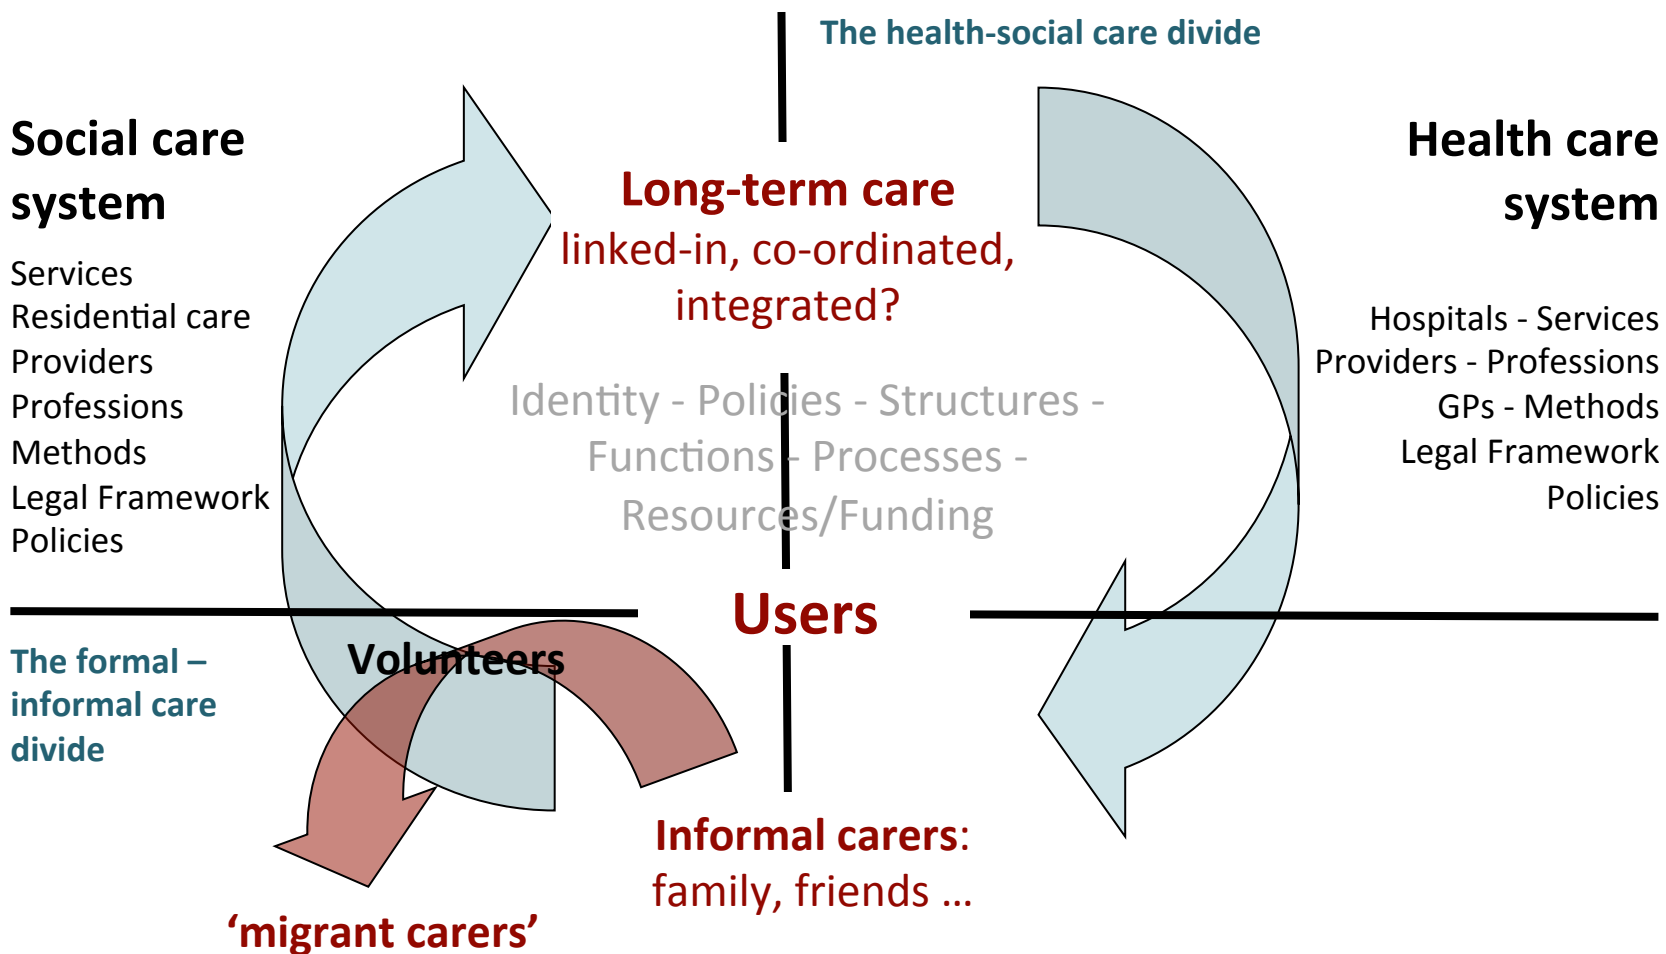 The health-social care divide
Social care
system
Services
Residential care
Providers
Professions
Methods
Legal Framework
Policies
Long-term care
linked-in, co-ordinated,
integrated?
Health care
system
Hospitals - Services
Providers - Professions
GPs - Methods
Legal Framework
Policies
Identity - Policies - Structures -
Functions - Processes -
Resources/Funding
Users
The formal –
informal care
divide
Volunteers
Informal carers:
family, friends ...
‘migrant carers’